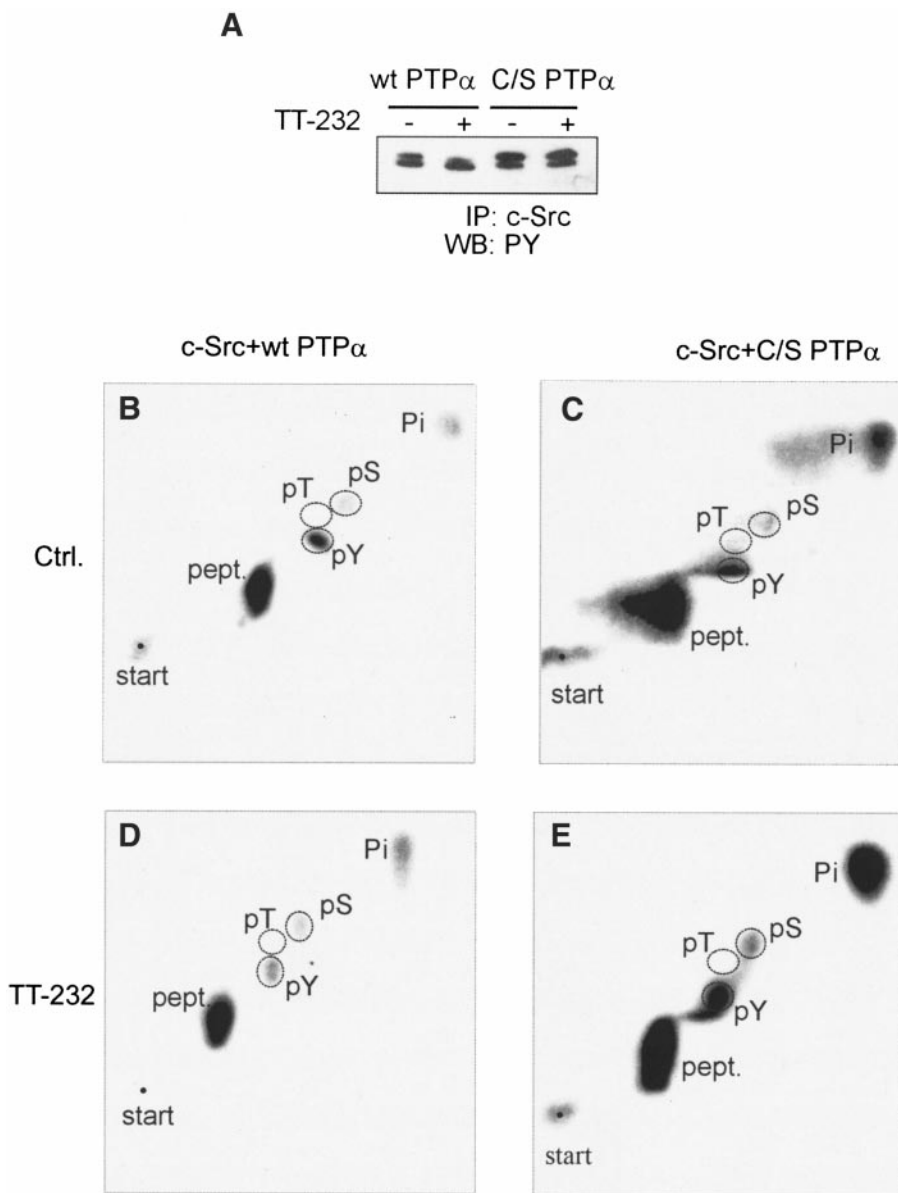 A
wt PTPα C/S PTPα
TT-232 - + - +
IP: c-Src
WB: PY
c-Src+wt PTPα c-Src+C/S PTPα
Ctrl.
B
Pi
pS
pT
pY
pept.
start
C
Pi
pS
pT
pY
pept.
start
TT-232
D
Pi
pS
pT
pY
pept.
start
E
Pi
pS
pT
pY
pept.
start